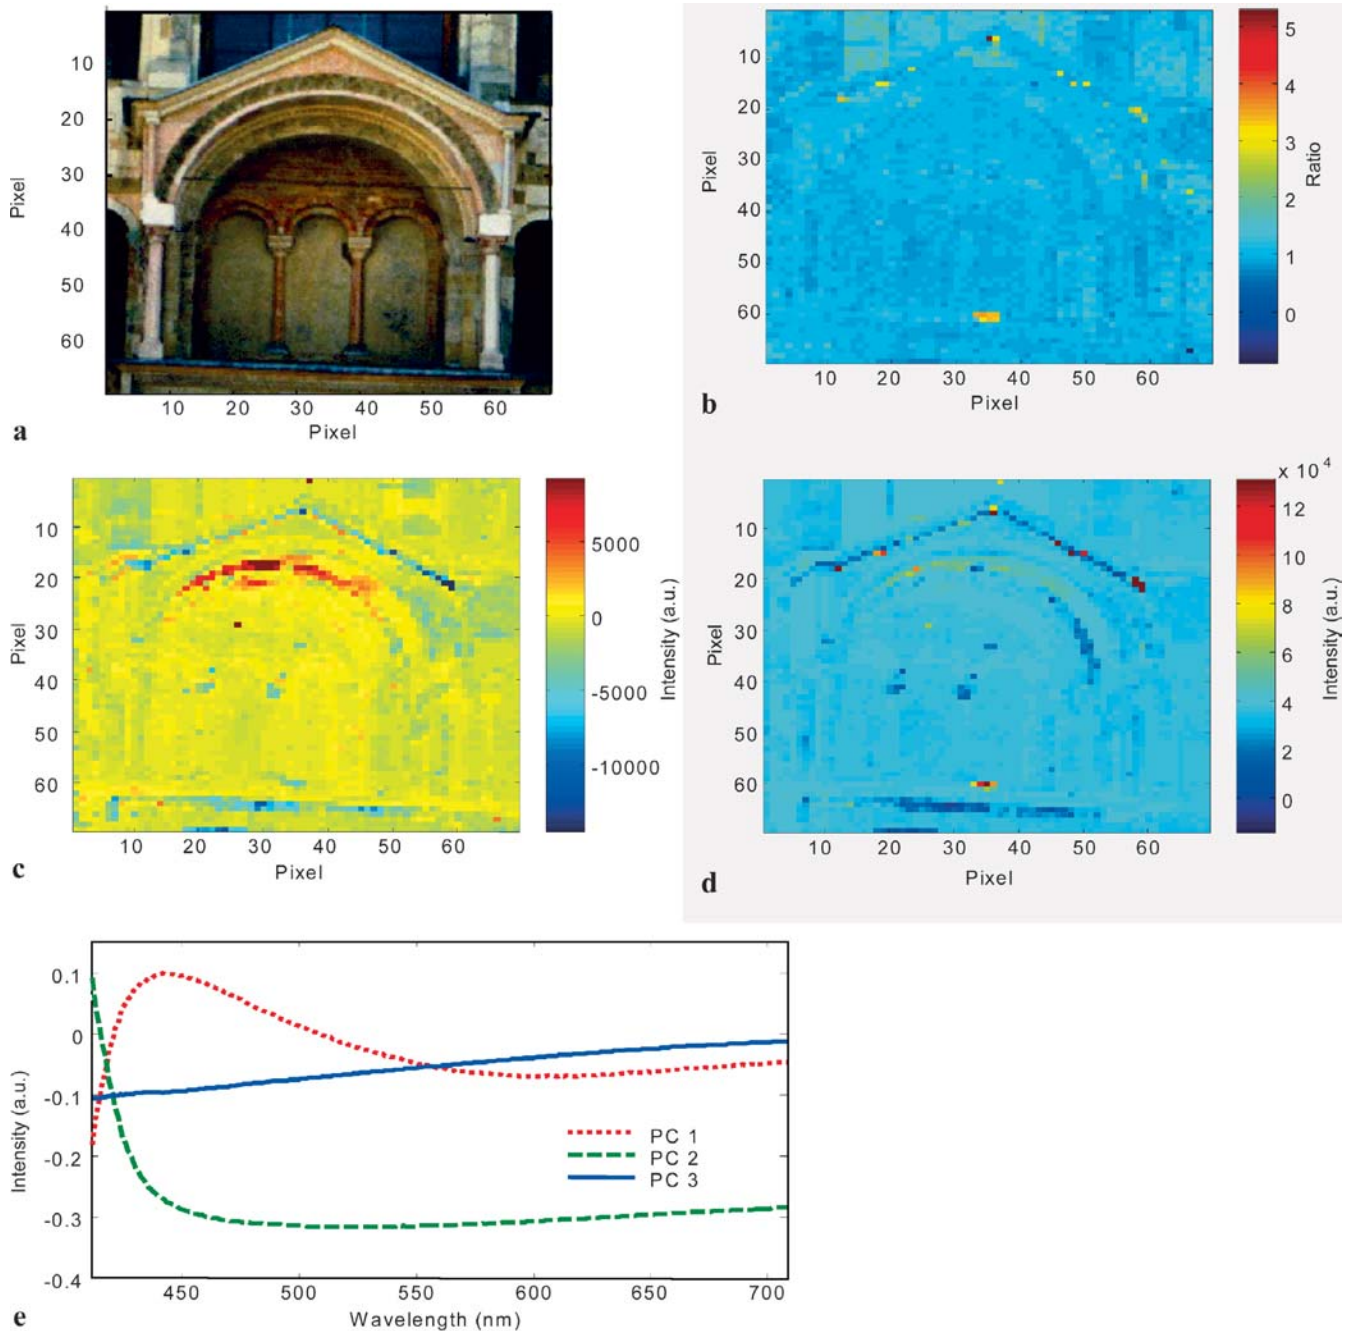 10
20
30
40
50
60
Pixel
10 20 30 40 50 60
Pixel
a
10
20
30
40
50
60
Pixel
10 20 30 40 50 60
Pixel
b
5
4
3
2
1
0
Ratio
10
20
30
40
50
60
Pixel
10 20 30 40 50 60
Pixel
c
5000
0
-5000
-10000
Intensity (a.u.)
10
20
30
40
50
60
Pixel
10 20 30 40 50 60
Pixel
d
x 10^4
12
10
8
6
4
2
0
Intensity (a.u.)
0.1
0
-0.1
-0.2
-0.3
-0.4
Intensity (a.u.)
PC 1
PC 2
PC 3
450 500 550 600 650 700
Wavelength (nm)
e